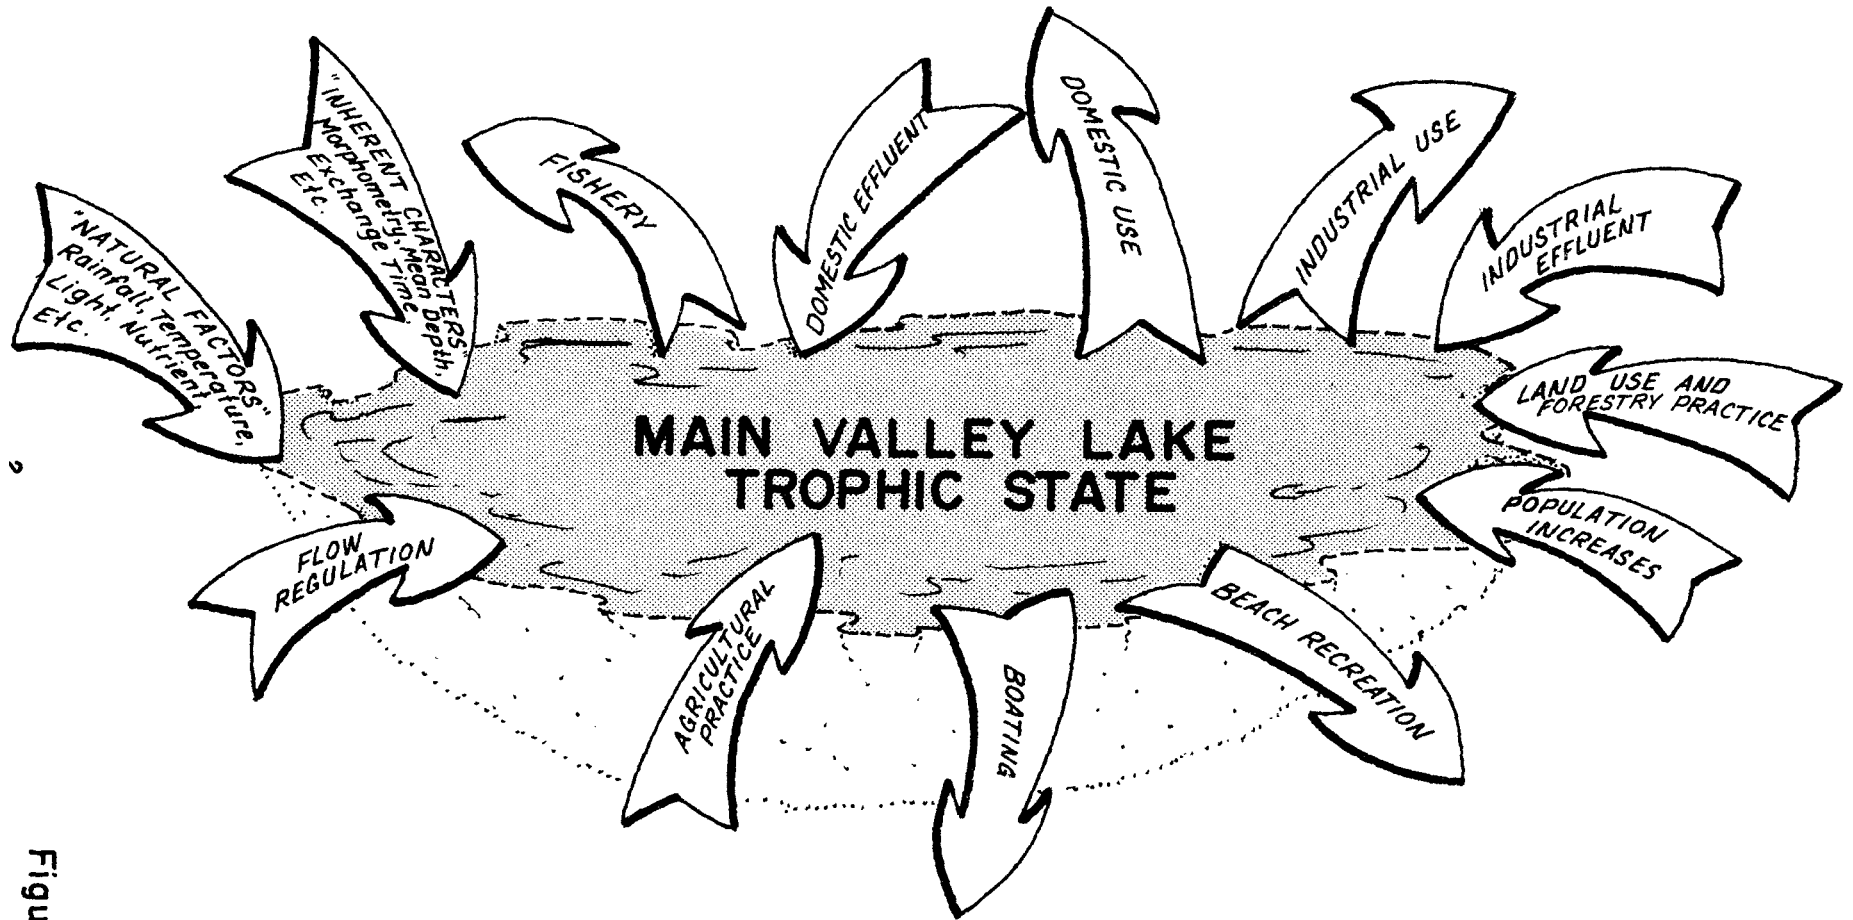 "INHERENT CHARACTERS"
Morphometry, Mean Depth,
Exchange Time,
Etc.
"NATURAL FACTORS"
Rainfall, Temperature,
Light, Nutrient
Etc.
FISHERY
DOMESTIC EFFLUENT
DOMESTIC USE
INDUSTRIAL USE
INDUSTRIAL
EFFLUENT
LAND USE AND
FORESTRY PRACTICE
MAIN VALLEY LAKE
TROPHIC STATE
POPULATION
INCREASES
FLOW
REGULATION
AGRICULTURAL
PRACTICE
BOATING
BEACH RECREATION
Figu